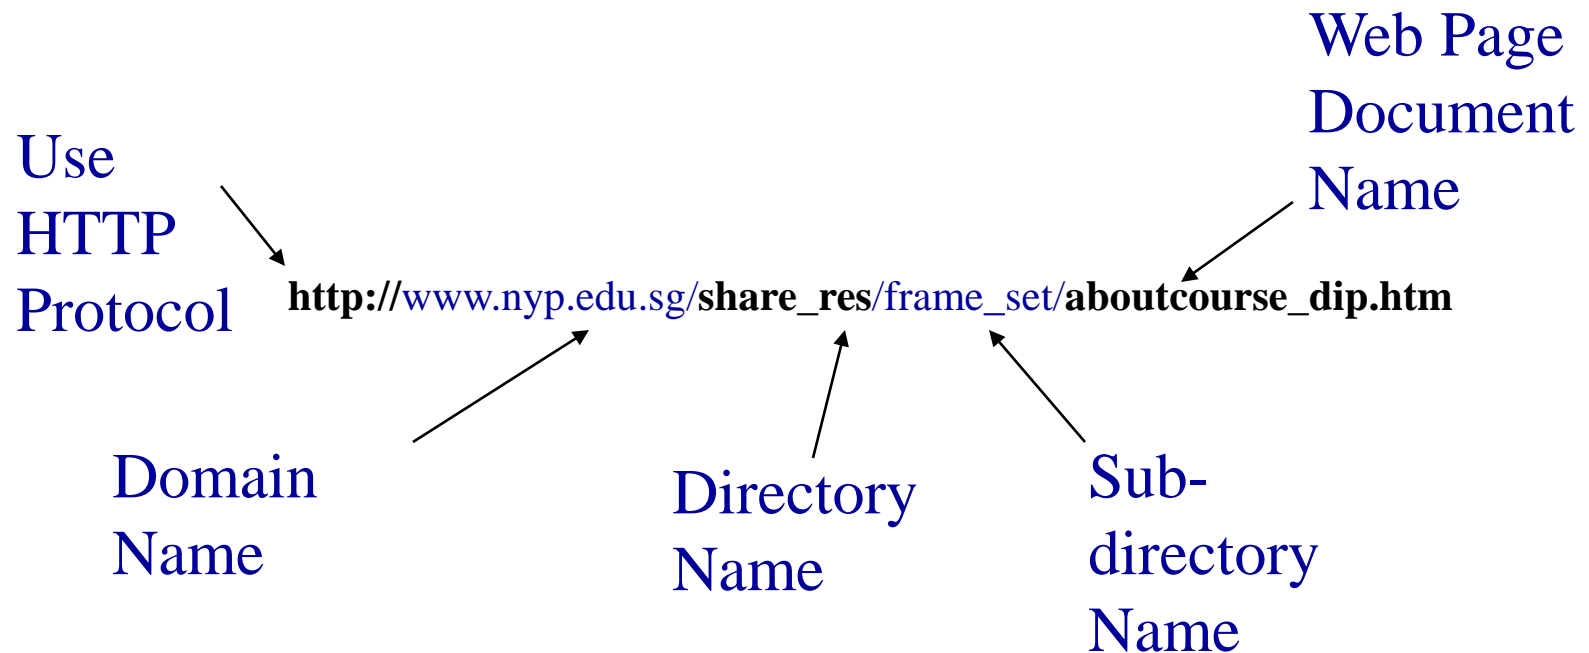 Web Page
Document
Name
Use
HTTP
Protocol
http://www.nyp.edu.sg/share_res/frame_set/aboutcourse_dip.htm
Domain
Name
Directory
Name
Sub-
directory
Name